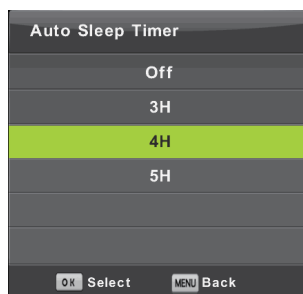 Auto Sleep Timer
Off
3H
4H
5H
OK Select MENU Back